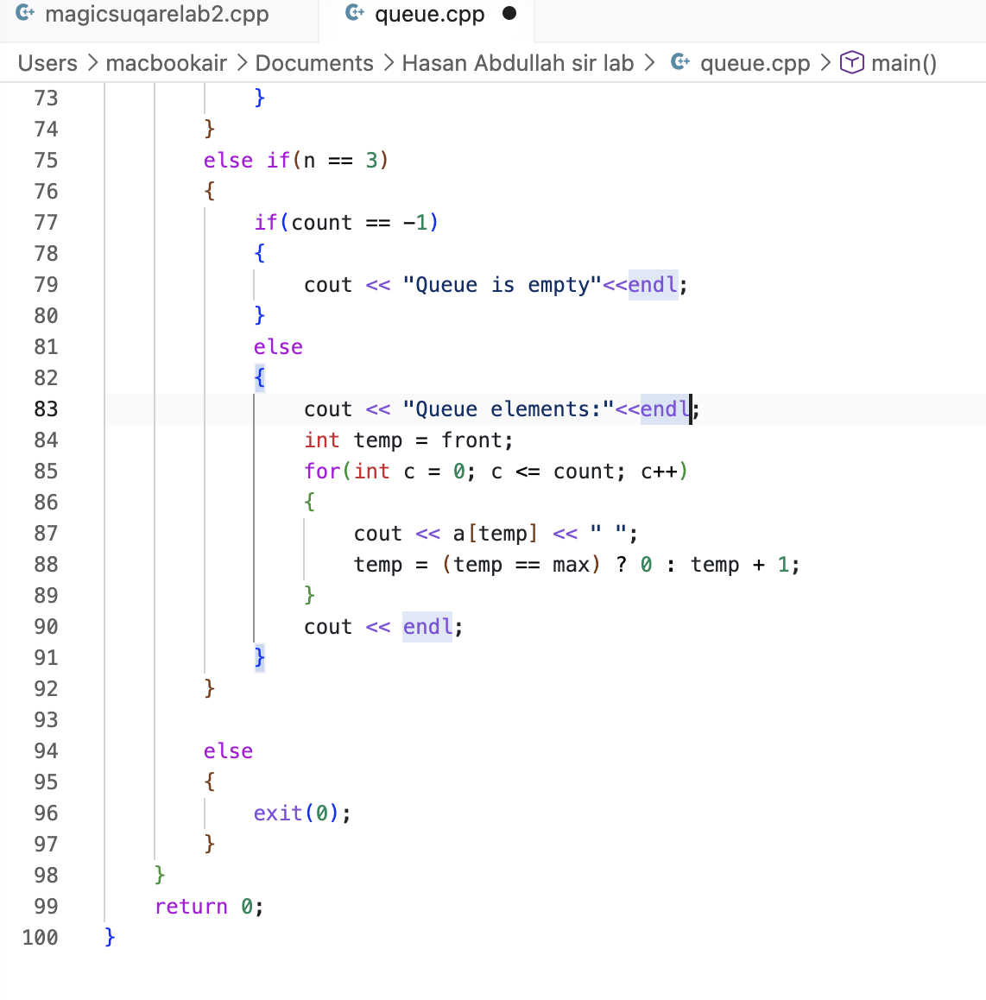 magicsuqarelab2.cpp queue.cpp
Users > macbookair > Documents > Hasan Abdullah sir lab > queue.cpp > main()
73 }
74 }
75 else if(n == 3)
76 {
77 if(count == -1)
78 {
79 cout << "Queue is empty"<<endl;
80 }
81 else
82 {
83 cout << "Queue elements:"<<endl;
84 int temp = front;
85 for(int c = 0; c <= count; c++)
86 {
87 cout << a[temp] << " ";
88 temp = (temp == max) ? 0 : temp + 1;
89 }
90 cout << endl;
91 }
92 }
93
94 else
95 {
96 exit(0);
97 }
98 }
99 return 0;
100 }